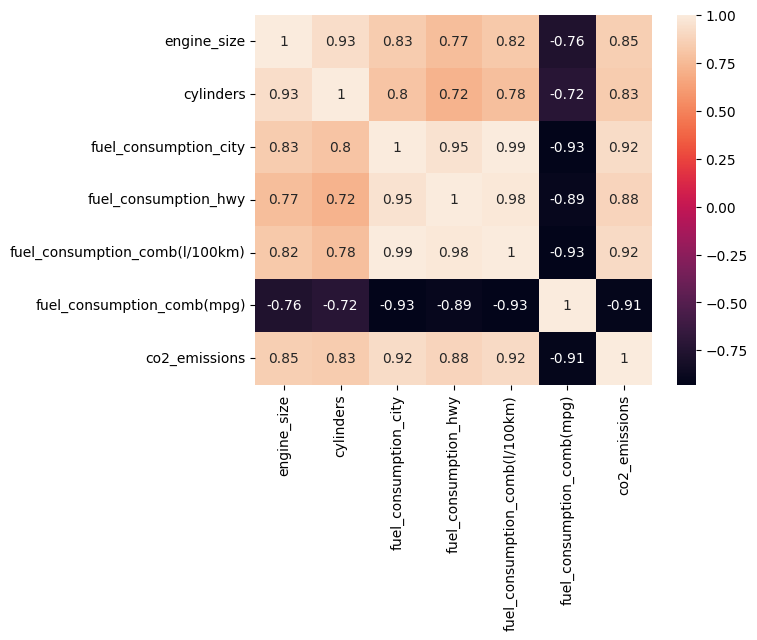 engine_size 1 0.93 0.83 0.77 0.82 -0.76 0.85
cylinders 0.93 1 0.8 0.72 0.78 -0.72 0.83
fuel_consumption_city 0.83 0.8 1 0.95 0.99 -0.93 0.92
fuel_consumption_hwy 0.77 0.72 0.95 1 0.98 -0.89 0.88
fuel_consumption_comb(l/100km) 0.82 0.78 0.99 0.98 1 -0.93 0.92
fuel_consumption_comb(mpg) -0.76 -0.72 -0.93 -0.89 -0.93 1 -0.91
co2_emissions 0.85 0.83 0.92 0.88 0.92 -0.91 1
engine_size
cylinders
fuel_consumption_city
fuel_consumption_hwy
fuel_consumption_comb(l/100km)
fuel_consumption_comb(mpg)
co2_emissions
1.00
0.75
0.50
0.25
0.00
−0.25
−0.50
−0.75